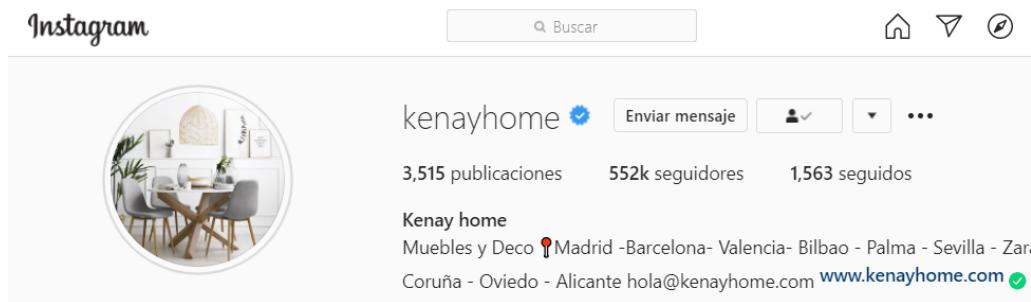 Instagram
Buscar
kenayhome
Enviar mensaje
3,515 publicaciones 552k seguidores 1,563 seguidos
Kenay home
Muebles y Deco 📍Madrid -Barcelona- Valencia- Bilbao - Palma - Sevilla - Zara
Coruña - Oviedo - Alicante hola@kenayhome.com www.kenayhome.com